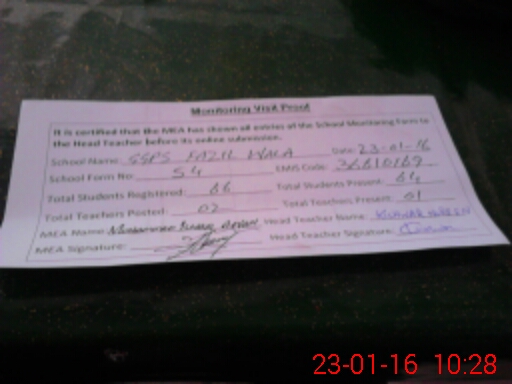 Monitoring Visit Proof
It is certified that the MEA has shown all entries of the School Monitoring Form to
the Head Teacher before its online submission.
School Name: SSPS FAZIL WALA Date: 23-01-16
School Form No: 54 EMIS Code:
Total Students Registered: 66 Total Students Present: 64
Total Teachers Posted: 02 Total Teachers Present: 01
MEA Name: Head Teacher Name:
MEA Signature: Head Teacher Signature:
23-01-16 10:28